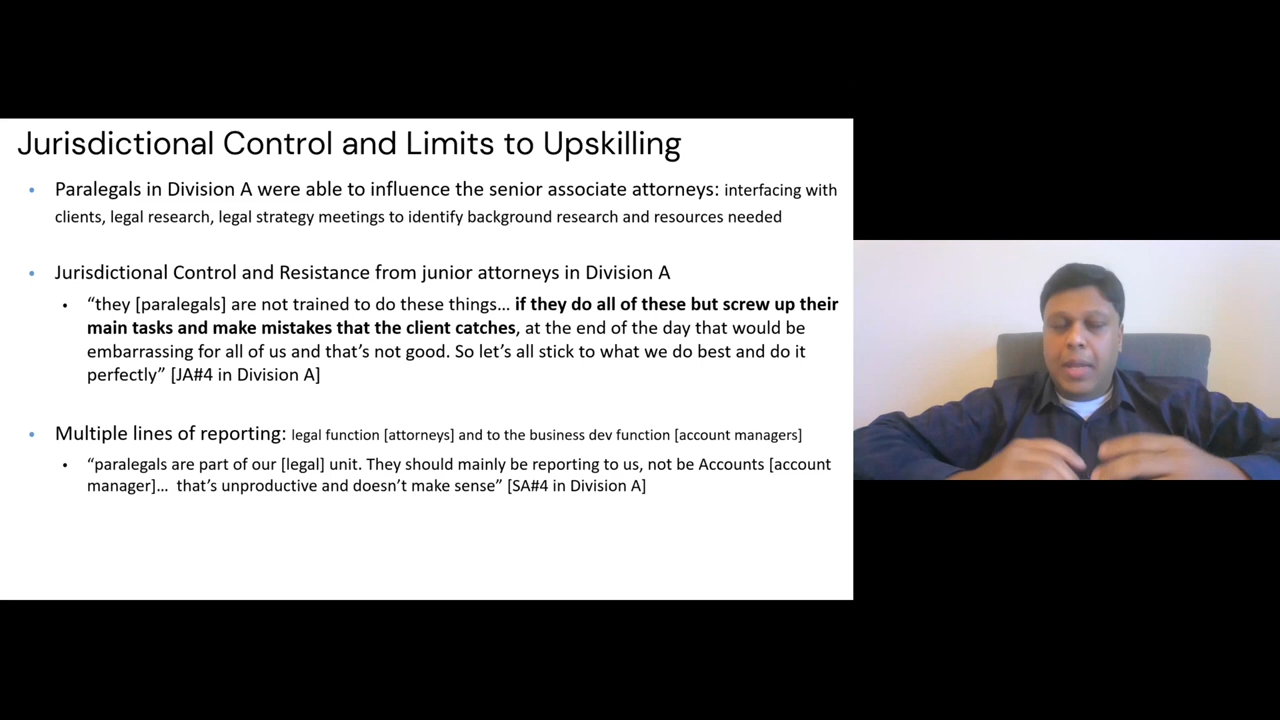 Jurisdictional Control and Limits to Upskilling
• Paralegals in Division A were able to influence the senior associate attorneys: interfacing with
clients, legal research, legal strategy meetings to identify background research and resources needed
• Jurisdictional Control and Resistance from junior attorneys in Division A
• “they [paralegals] are not trained to do these things… if they do all of these but screw up their
main tasks and make mistakes that the client catches, at the end of the day that would be
embarrassing for all of us and that’s not good. So let’s all stick to what we do best and do it
perfectly” [JA#4 in Division A]
• Multiple lines of reporting: legal function [attorneys] and to the business dev function [account managers]
• “paralegals are part of our [legal] unit. They should mainly be reporting to us, not be Accounts [account
manager]… that’s unproductive and doesn’t make sense” [SA#4 in Division A]